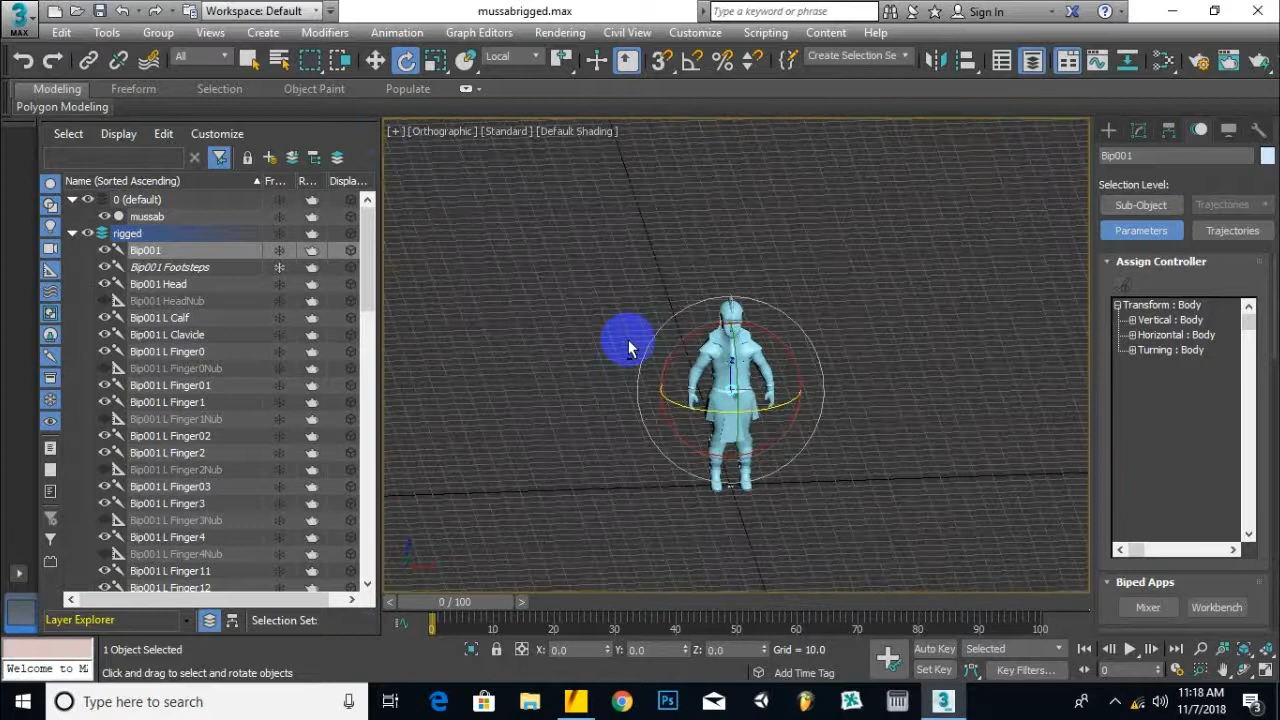 3
MAX
Workspace: Default
mussabrigged.max
Type a keyword or phrase
Sign In
Edit Tools Group Views Create Modifiers Animation Graph Editors Rendering Civil View Customize Scripting Content Help
All
Local
Create Selection Se
Modeling Freeform Selection Object Paint Populate
Polygon Modeling
Select Display Edit Customize
Name (Sorted Ascending) Fr... R... Displa...
0 (default)
mussab
rigged
Bip001
Bip001 Footsteps
Bip001 Head
Bip001 HeadNub
Bip001 L Calf
Bip001 L Clavicle
Bip001 L Finger0
Bip001 L Finger0Nub
Bip001 L Finger01
Bip001 L Finger1
Bip001 L Finger1Nub
Bip001 L Finger02
Bip001 L Finger2
Bip001 L Finger2Nub
Bip001 L Finger03
Bip001 L Finger3
Bip001 L Finger3Nub
Bip001 L Finger4
Bip001 L Finger4Nub
Bip001 L Finger11
Bip001 L Finger12
Layer Explorer
Selection Set:
[+] [Orthographic] [Standard] [Default Shading]
Z
Bip001
Selection Level:
Sub-Object Trajectories
Parameters Trajectories
Assign Controller
Transform : Body
Vertical : Body
Horizontal : Body
Turning : Body
Biped Apps
Mixer Workbench
< 0 / 100 >
0 10 20 30 40 50 60 70 80 90 100
1 Object Selected
X: 0.0 Y: 0.0 Z: 0.0 Grid = 10.0
Auto Key Selected
Welcome to M
Click and drag to select and rotate objects
Add Time Tag
Set Key Key Filters...
0
Type here to search
Ps
3
MAX
:18 AM
11/7/2018